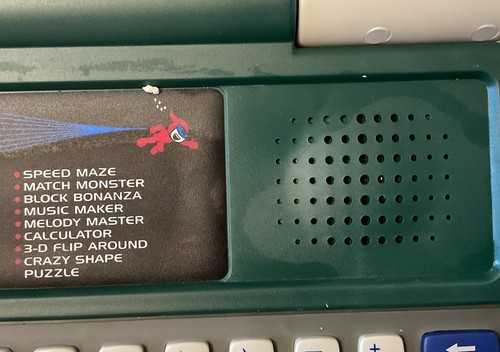 SPEED MAZE
MATCH MONSTER
BLOCK BONANZA
MUSIC MAKER
MELODY MASTER
CALCULATOR
3-D FLIP AROUND
CRAZY SHAPE
PUZZLE
+